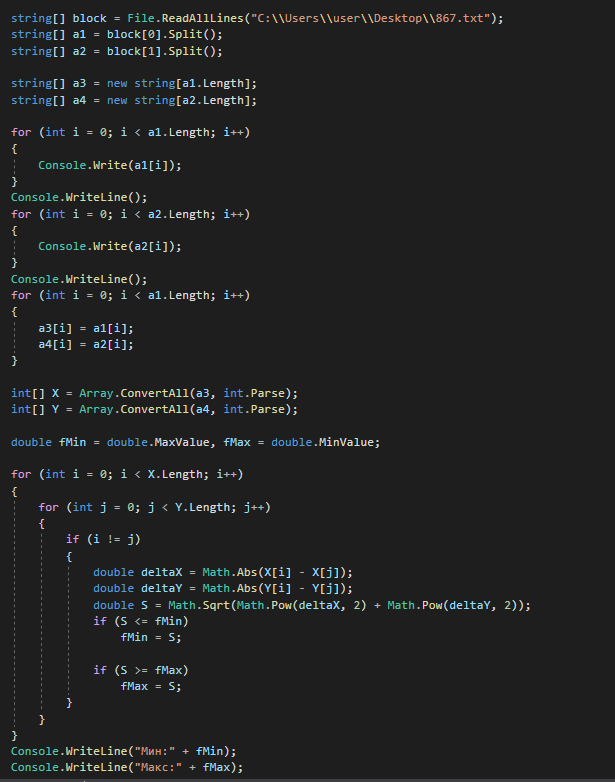 string[] block = File.ReadAllLines("C:\\Users\\user\\Desktop\\867.txt");
string[] a1 = block[0].Split();
string[] a2 = block[1].Split();
string[] a3 = new string[a1.Length];
string[] a4 = new string[a2.Length];
for (int i = 0; i < a1.Length; i++)
{
Console.Write(a1[i]);
}
Console.WriteLine();
for (int i = 0; i < a2.Length; i++)
{
Console.Write(a2[i]);
}
Console.WriteLine();
for (int i = 0; i < a1.Length; i++)
{
a3[i] = a1[i];
a4[i] = a2[i];
}
int[] X = Array.ConvertAll(a3, int.Parse);
int[] Y = Array.ConvertAll(a4, int.Parse);
double fMin = double.MaxValue, fMax = double.MinValue;
for (int i = 0; i < X.Length; i++)
{
for (int j = 0; j < Y.Length; j++)
{
if (i != j)
{
double deltaX = Math.Abs(X[i] - X[j]);
double deltaY = Math.Abs(Y[i] - Y[j]);
double S = Math.Sqrt(Math.Pow(deltaX, 2) + Math.Pow(deltaY, 2));
if (S <= fMin)
fMin = S;
if (S >= fMax)
fMax = S;
}
}
}
Console.WriteLine("Мин:" + fMin);
Console.WriteLine("Макс:" + fMax);